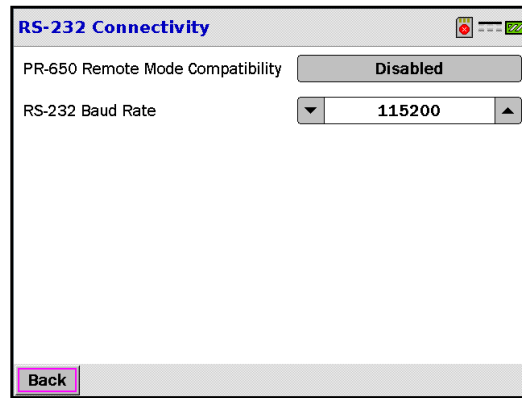 RS-232 Connectivity
PR-650 Remote Mode Compatibility Disabled
RS-232 Baud Rate 115200
Back